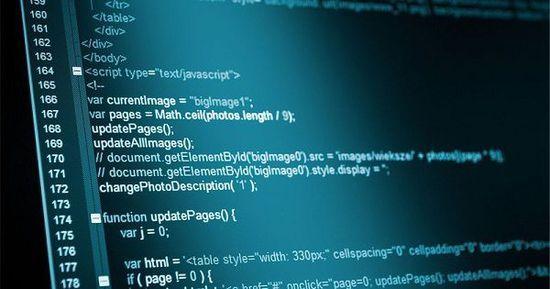 159
160 </tr>
161 </table>
162 </div>
163 </div>
164 </body>
165 <script type="text/javascript">
166 <!--
167 var currentImage = "bigImage1";
168 var pages = Math.ceil(photos.length / 9);
169 updatePages();
170 updateAllImages();
171 // document.getElementById('bigImage0').src = 'images/wieksze/' + photos[(page * 9)];
172 // document.getElementById('bigImage0').style.display = '';
173 changePhotoDescription( '1' );
174 function updatePages() {
175 var j = 0;
176
177 var html = '<table style="width: 330px;" cellspacing="0" cellpadding="0" border="0">
178 if ( page != 0 ) {
html += '<a href="#" onclick="page=0; updatePages(); updateAllImages();">